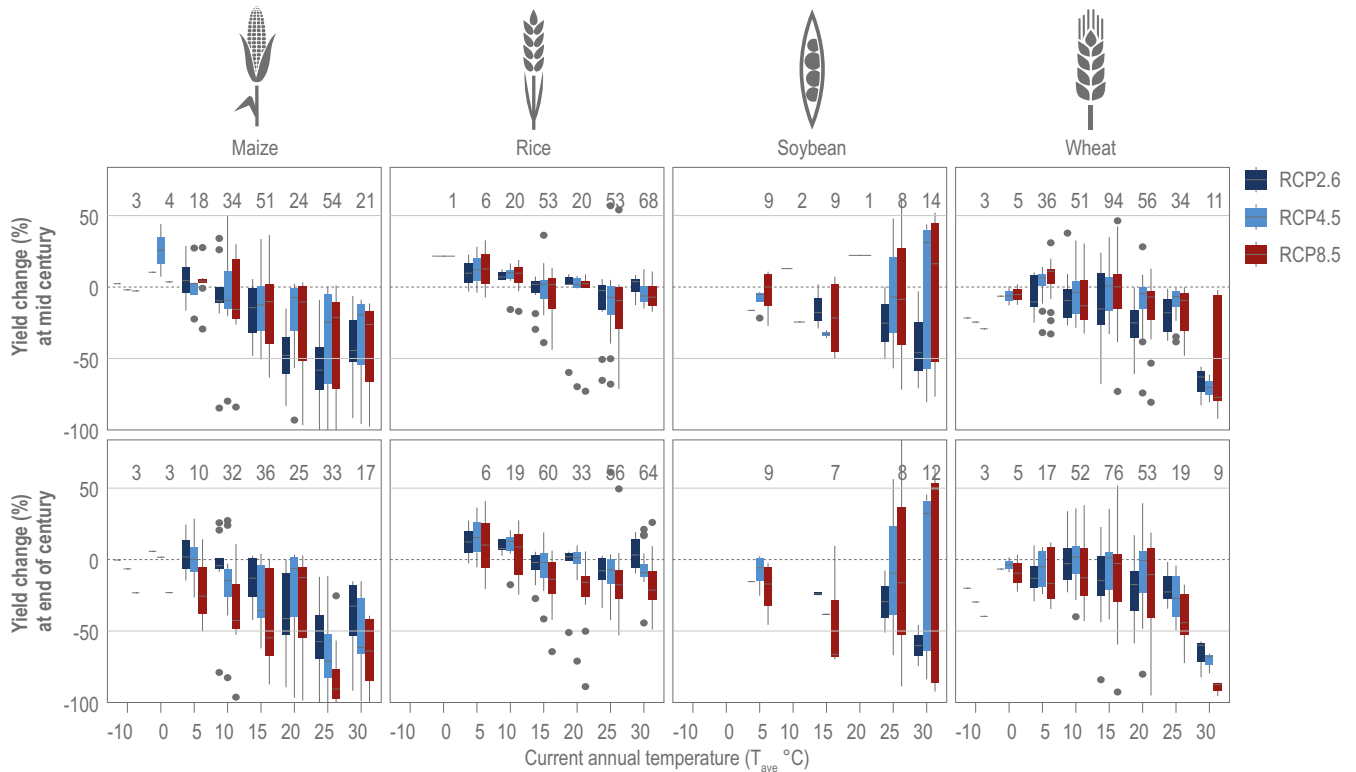 Maize Rice Soybean Wheat
RCP2.6
RCP4.5
RCP8.5
Yield change (%)
at mid century
50
0
-50
-100
3 4 18 34 51 24 54 21
1 6 20 53 20 53 68
9 2 9 1 8 14
3 5 36 51 94 56 34 11
Yield change (%)
at end of century
50
0
-50
-100
3 3 10 32 36 25 33 17
6 19 60 33 56 64
9 7 8 12
3 5 17 52 76 53 19 9
-10 0 5 10 15 20 25 30
-10 0 5 10 15 20 25 30
-10 0 5 10 15 20 25 30
-10 0 5 10 15 20 25 30
Current annual temperature (Tave °C)